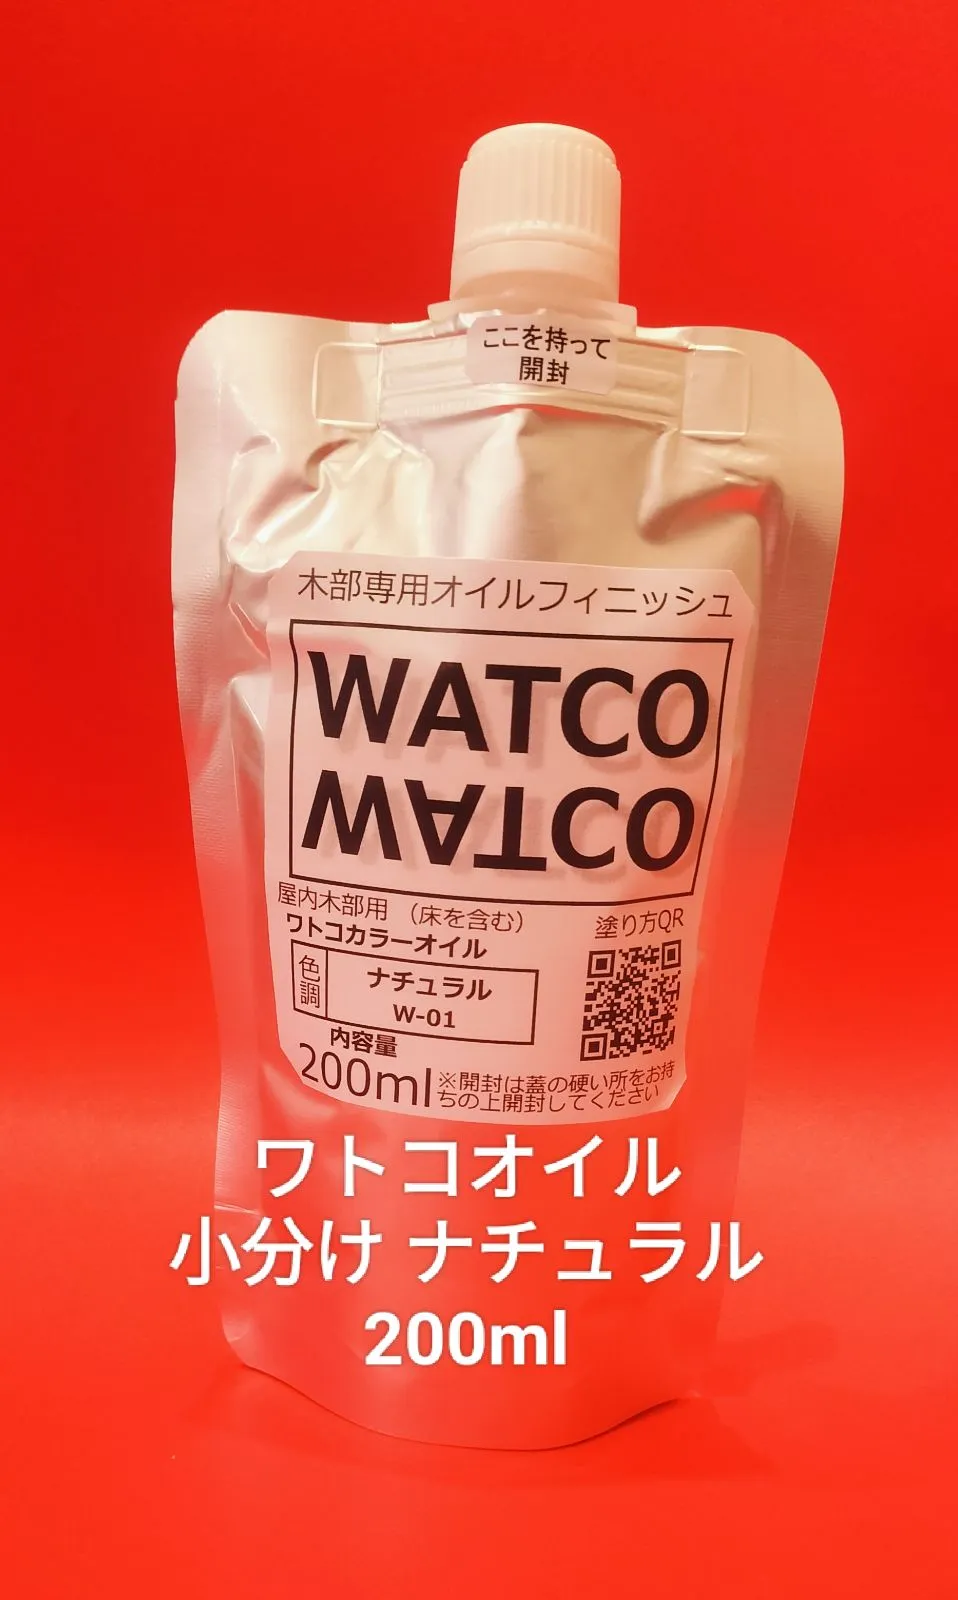 ここを持って
開封
木部専用オイルフィニッシュ
WATCO
WATCO
屋内木部用 (床を含む)
ワトコカラーオイル
塗り方QR
色調
ナチュラル
W-01
内容量
200ml
※開封は蓋の硬い所をお持
ちの上開封してください
ワトコオイル
小分け ナチュラル
200ml